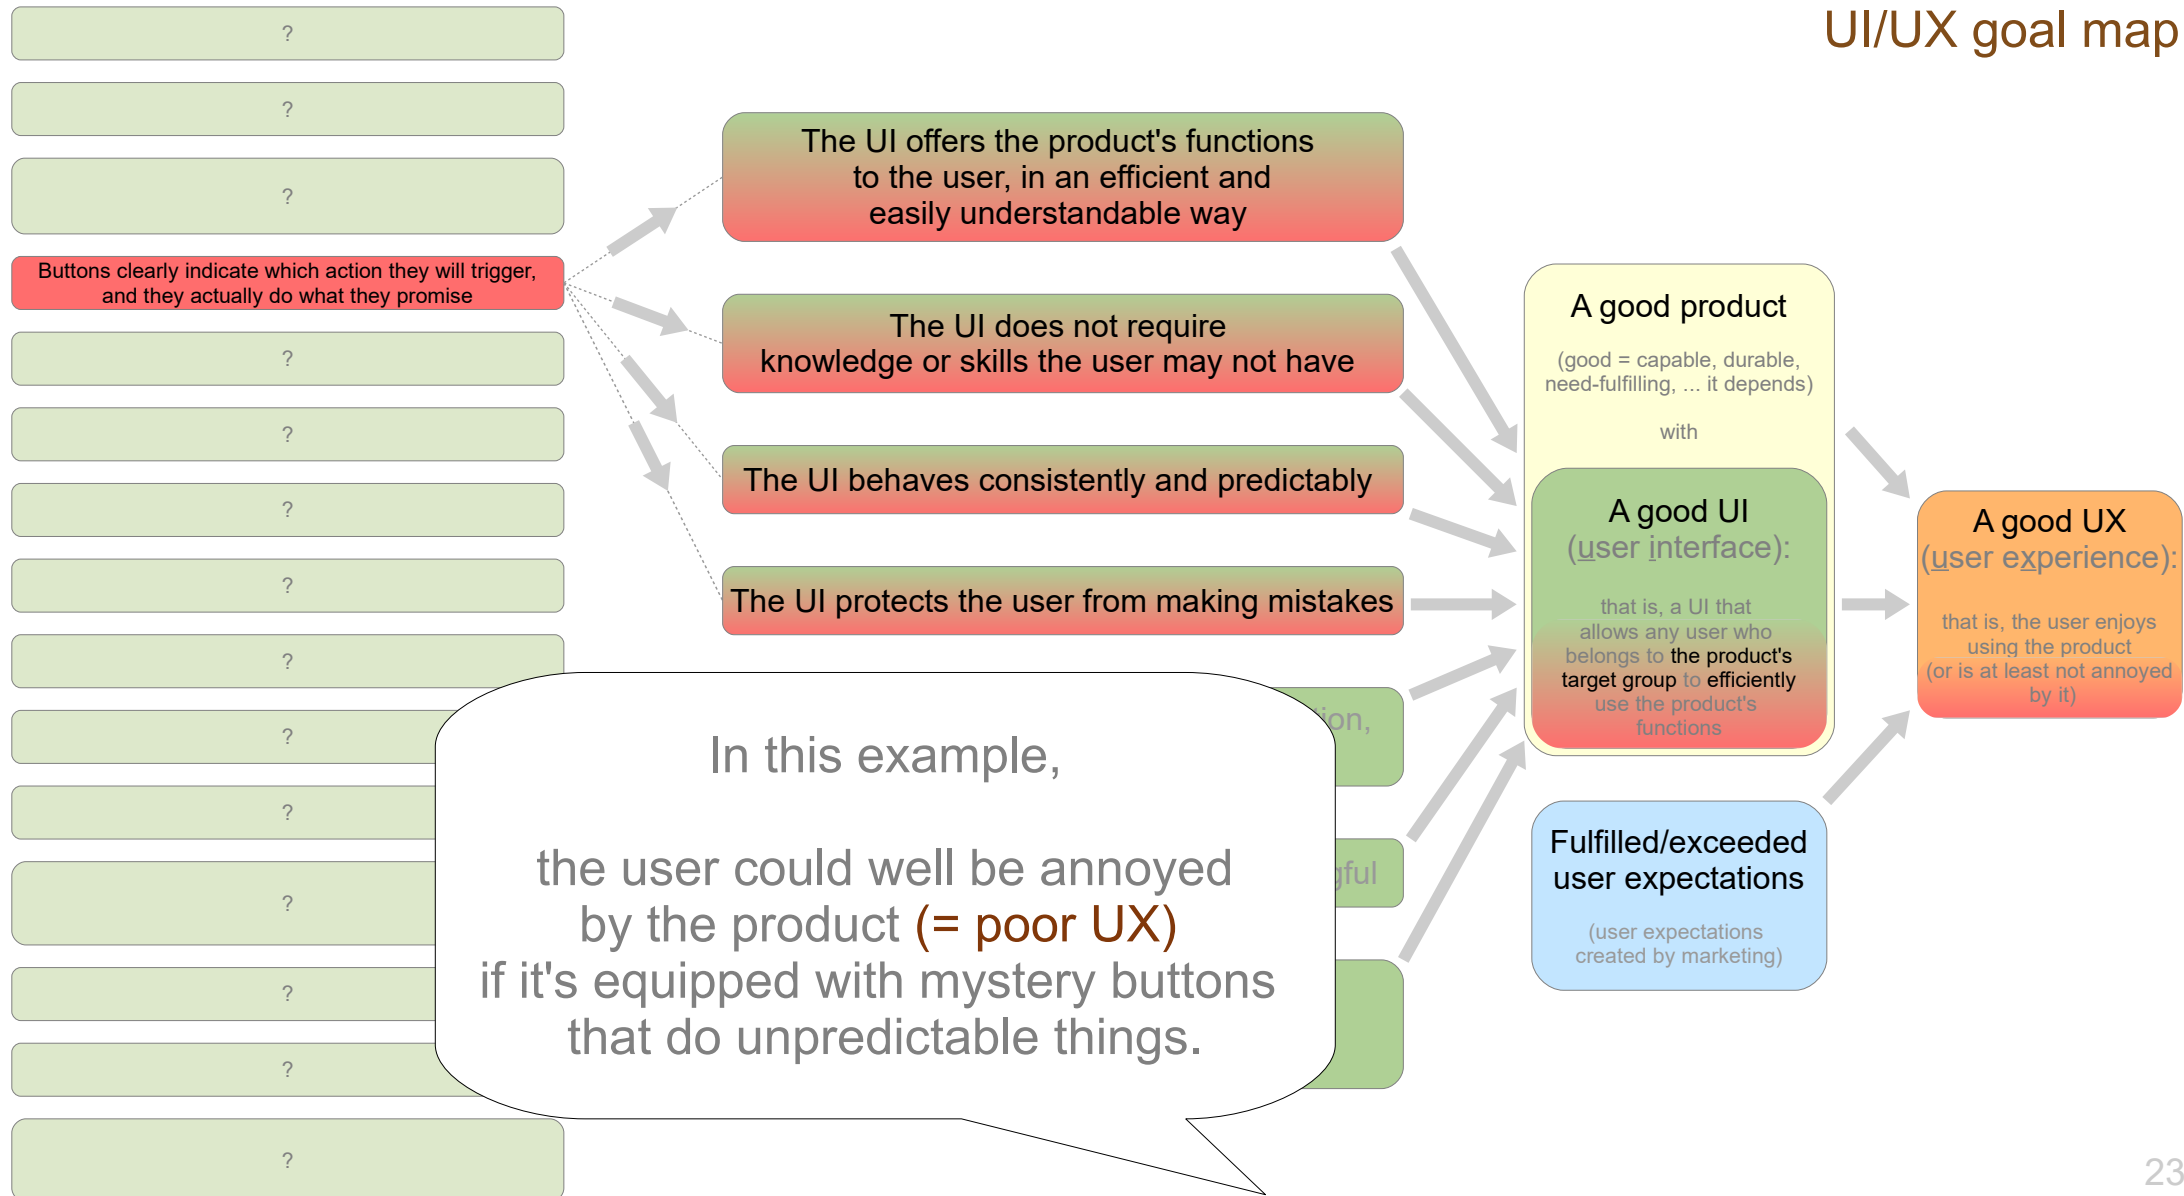 UI/UX goal map
?
?
?
Buttons clearly indicate which action they will trigger,
and they actually do what they promise
?
?
?
?
?
?
?
?
?
?
?
The UI offers the product's functions
to the user, in an efficient and
easily understandable way
The UI does not require
knowledge or skills the user may not have
The UI behaves consistently and predictably
The UI protects the user from making mistakes
In this example,
the user could well be annoyed
by the product (= poor UX)
if it's equipped with mystery buttons
that do unpredictable things.
A good product
(good = capable, durable,
need-fulfilling, ... it depends)
with
A good UI
(user interface):
that is, a UI that
allows any user who
belongs to the product's
target group to efficiently
use the product's
functions
Fulfilled/exceeded
user expectations
(user expectations
created by marketing)
A good UX
(user experience):
that is, the user enjoys
using the product
(or is at least not annoyed
by it)
23